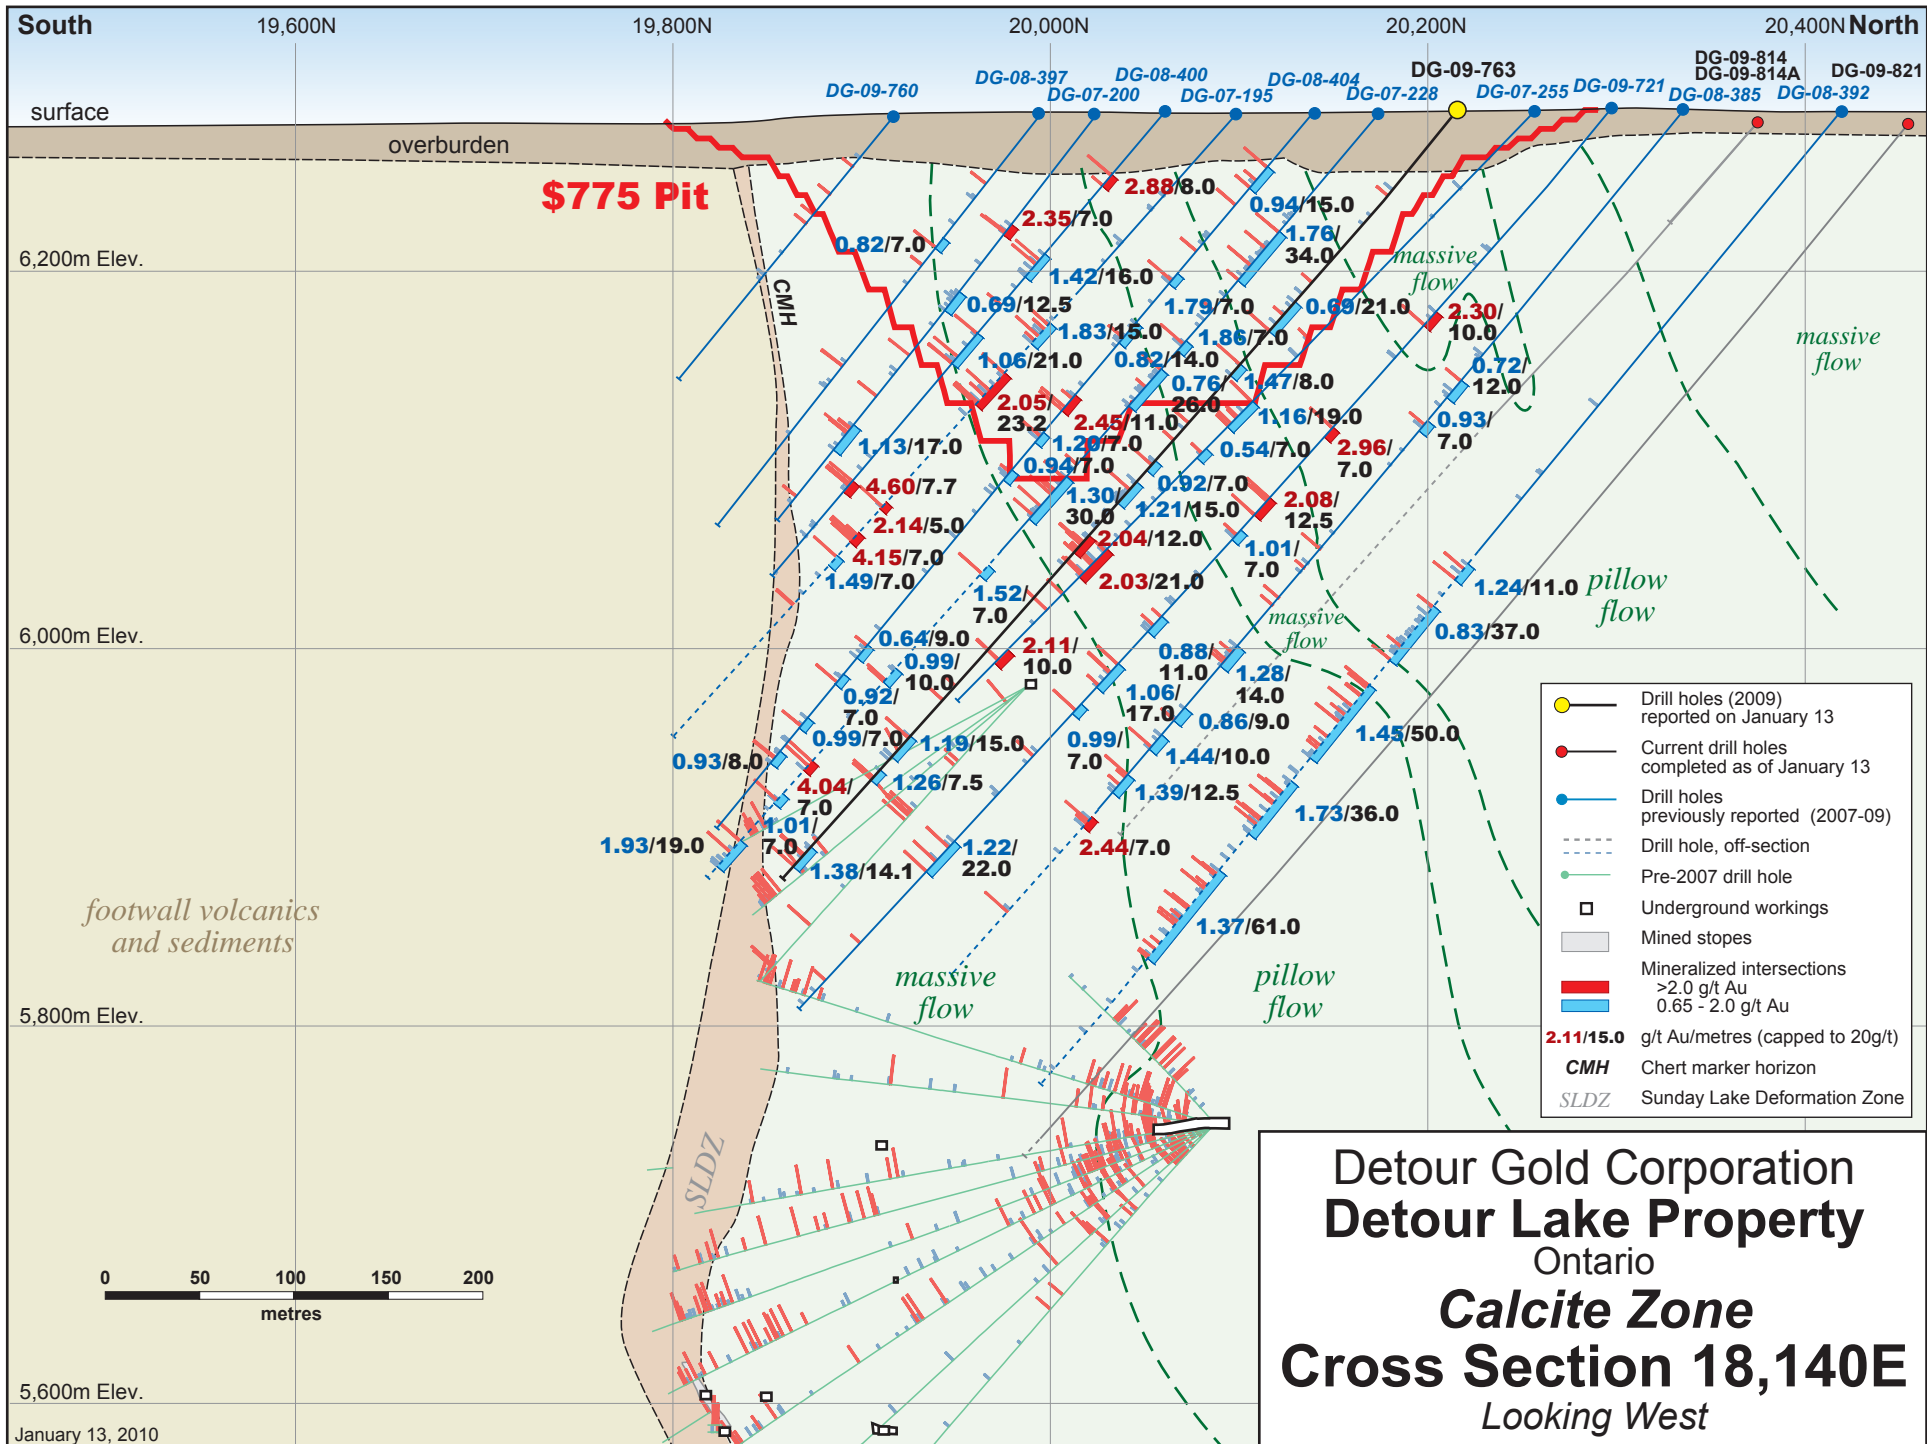 South
19,600N
19,800N
20,000N
20,200N
20,400N
North
DG-09-760
DG-08-397
DG-07-200
DG-08-400
DG-07-195
DG-08-404
DG-07-228
DG-09-763
DG-07-255
DG-09-721
DG-08-385
DG-09-814
DG-09-814A
DG-08-392
DG-09-821
surface
overburden
$775 Pit
6,200m Elev.
6,000m Elev.
5,800m Elev.
5,600m Elev.
CMH
SLDZ
2.88/8.0
2.35/7.0
0.82/7.0
0.94/15.0
1.76/
34.0
1.42/16.0
0.69/12.5
1.79/7.0
0.69/21.0
1.83/15.0
1.86/7.0
1.06/21.0
0.82/14.0
0.76/
26.0
1.47/8.0
2.30/
10.0
0.72/
12.0
0.93/
7.0
2.05/
23.2
2.45/11.0
1.16/19.0
1.13/17.0
1.20/7.0
0.54/7.0
2.96/
7.0
0.94/7.0
4.60/7.7
0.92/7.0
2.14/5.0
1.30/
30.0
1.21/15.0
2.08/
12.5
4.15/7.0
2.04/12.0
1.01/
7.0
1.49/7.0
2.03/21.0
1.52/
7.0
1.24/11.0
0.64/9.0
0.83/37.0
2.11/
10.0
0.88/
11.0
0.99/
10.0
1.28/
14.0
0.92/
7.0
1.06/
17.0
0.86/9.0
0.99/7.0
1.19/15.0
0.99/
7.0
1.44/10.0
1.45/50.0
0.93/8.0
4.04/
7.0
1.26/7.5
1.39/12.5
1.73/36.0
1.01/
7.0
1.93/19.0
1.38/14.1
1.22/
22.0
2.44/7.0
1.37/61.0
massive
flow
massive
flow
massive
flow
pillow
flow
massive
flow
pillow
flow
footwall volcanics
and sediments
Drill holes (2009)
reported on January 13
Current drill holes
completed as of January 13
Drill holes
previously reported (2007-09)
Drill hole, off-section
Pre-2007 drill hole
Underground workings
Mined stopes
Mineralized intersections
>2.0 g/t Au
0.65 - 2.0 g/t Au
2.11/15.0 g/t Au/metres (capped to 20g/t)
CMH Chert marker horizon
SLDZ Sunday Lake Deformation Zone
0 50 100 150 200
metres
January 13, 2010
Detour Gold Corporation
Detour Lake Property
Ontario
Calcite Zone
Cross Section 18,140E
Looking West